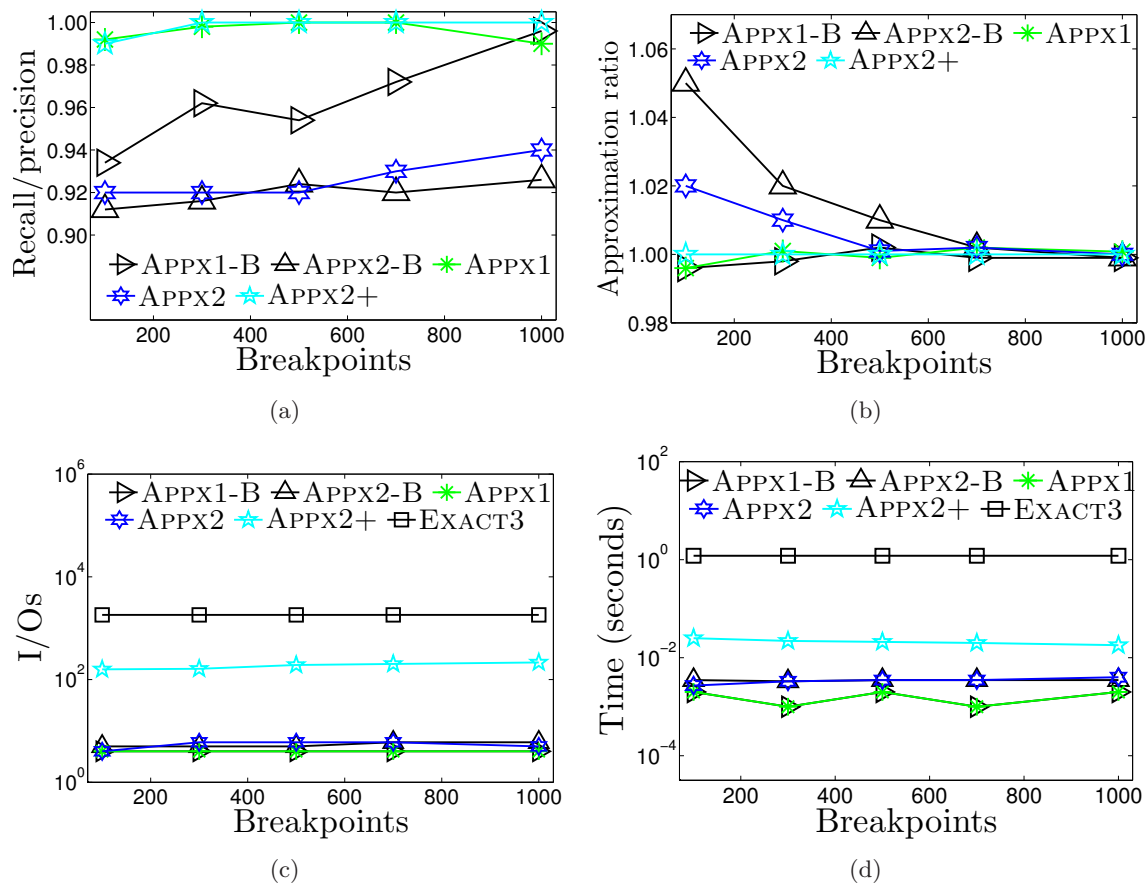 1.00
0.98
0.96
0.94
0.92
0.90
Recall/precision
APPX1-B APPX2-B APPX1
APPX2 APPX2+
200 400 600 800 1000
Breakpoints
(a)
1.06
1.04
1.02
1.00
0.98
Approximation ratio
APPX1-B APPX2-B APPX1
APPX2 APPX2+
200 400 600 800 1000
Breakpoints
(b)
10^6
10^4
10^2
10^0
I/Os
APPX1-B APPX2-B APPX1
APPX2 APPX2+ EXACT3
200 400 600 800 1000
Breakpoints
(c)
10^2
10^0
10^−2
10^−4
Time (seconds)
APPX1-B APPX2-B APPX1
APPX2 APPX2+ EXACT3
200 400 600 800 1000
Breakpoints
(d)